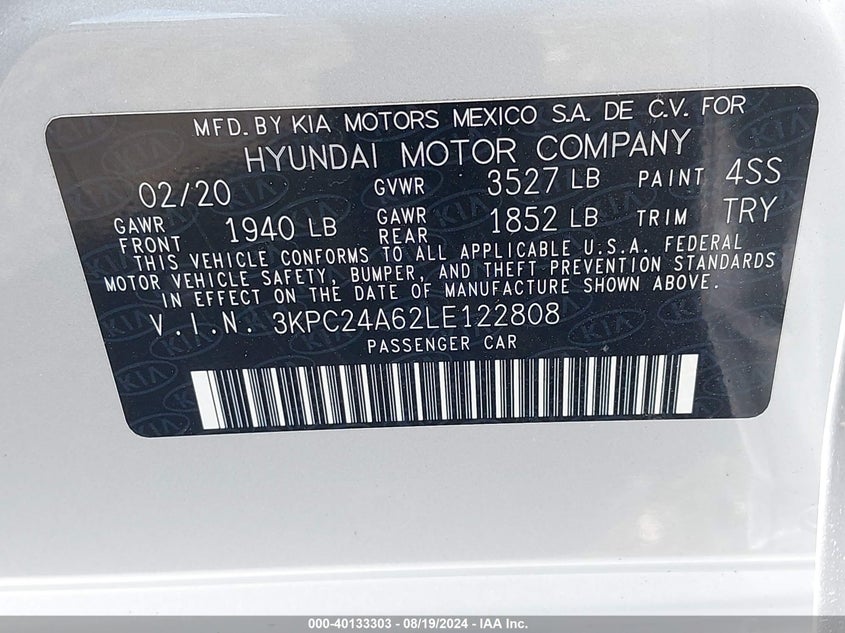 MFD. BY KIA MOTORS MEXICO S.A. DE C.V. FOR
HYUNDAI MOTOR COMPANY
02/20 GVWR 3527 LB PAINT 4SS
GAWR FRONT 1940 LB GAWR REAR 1852 LB TRIM TRY
THIS VEHICLE CONFORMS TO ALL APPLICABLE U.S.A. FEDERAL
MOTOR VEHICLE SAFETY, BUMPER, AND THEFT PREVENTION STANDARDS
IN EFFECT ON THE DATE OF MANUFACTURE SHOWN ABOVE.
V.I.N. 3KPC24A62LE122808
PASSENGER CAR
000-40133303 - 08/19/2024 - IAA Inc.